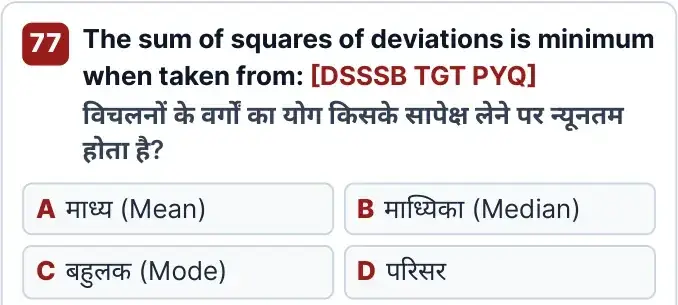 77 The sum of squares of deviations is minimum
when taken from: [DSSSB TGT PYQ]
विचलनों के वर्गों का योग किसके सापेक्ष लेने पर न्यूनतम
होता है?
A माध्य (Mean)
B माध्यिका (Median)
C बहुलक (Mode)
D परिसर